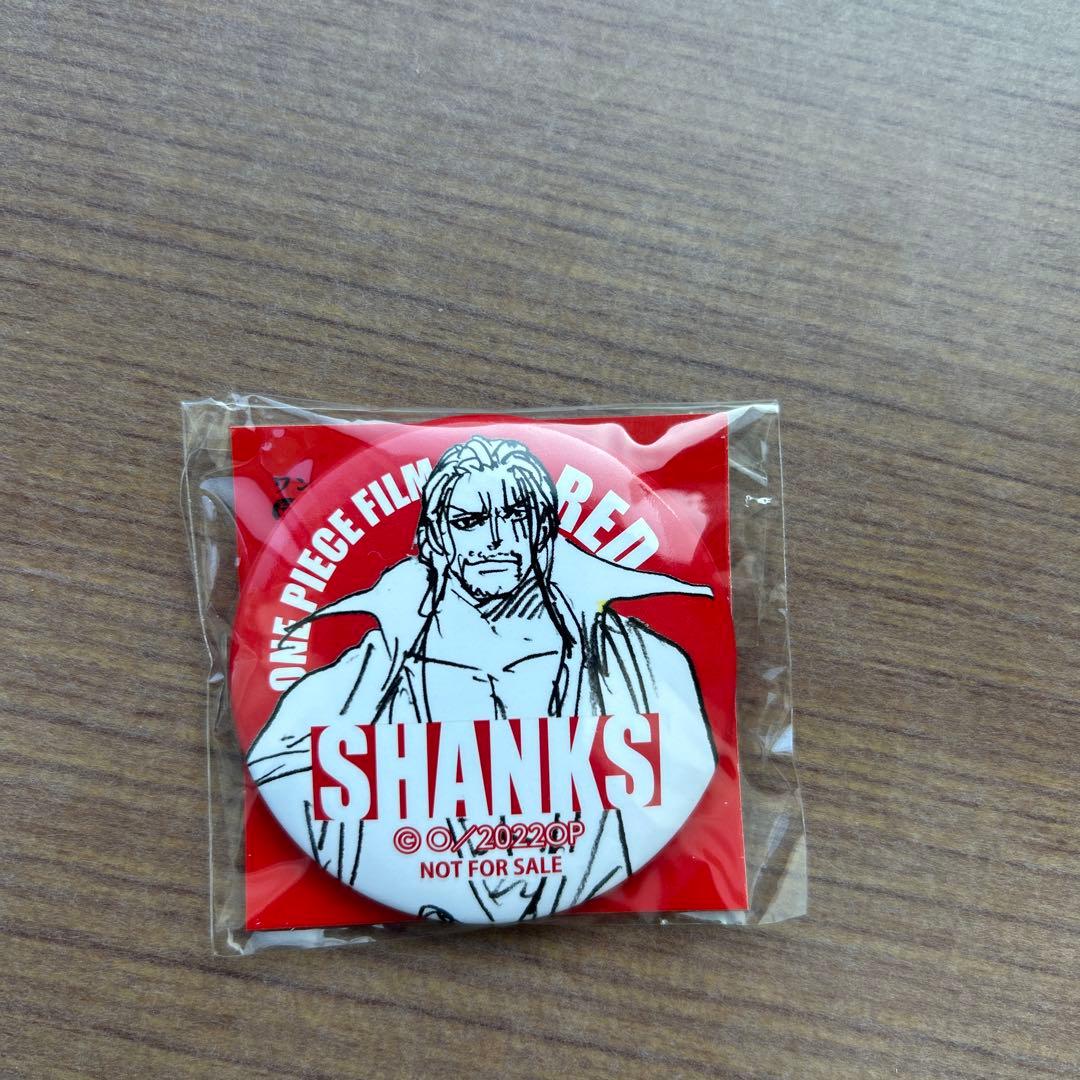 ONE PIECE FILM RED
SHANKS
© O/2022OP
NOT FOR SALE